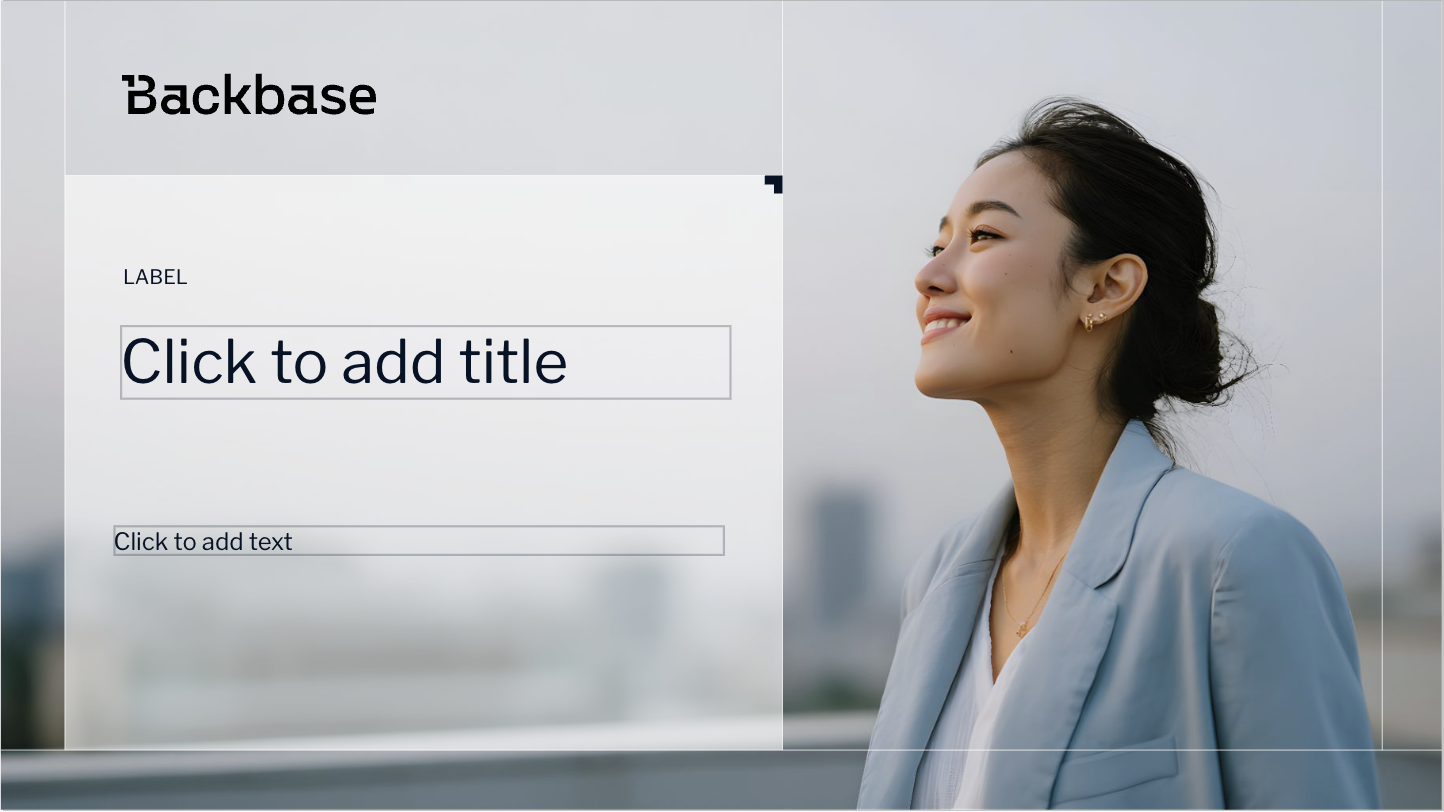 Backbase
LABEL
Click to add title
Click to add text